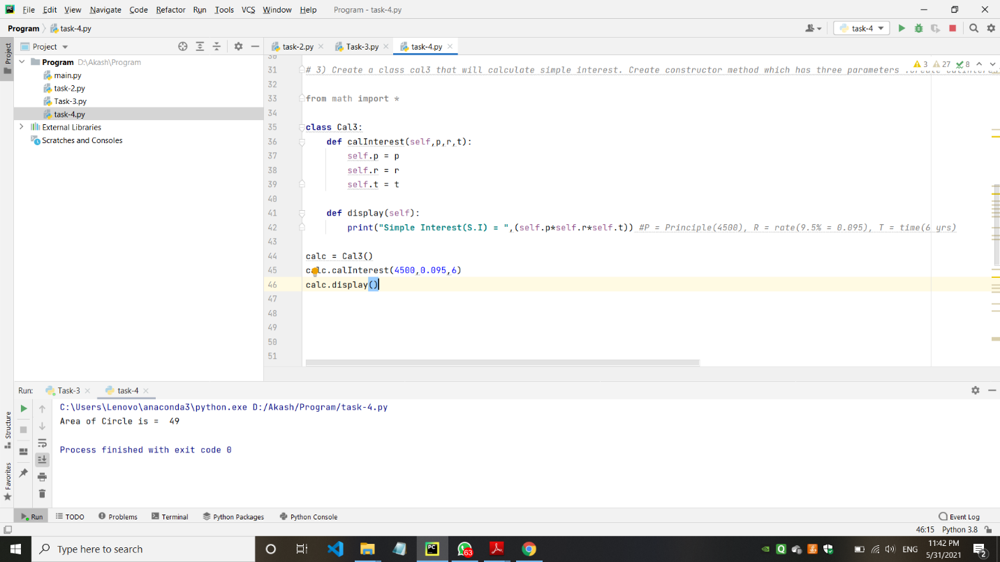 File Edit View Navigate Code Refactor Run Tools VCS Window Help Program - task-4.py
Program task-4.py
task-4
Project
task-2.py Task-3.py task-4.py
Project
Program D:\Akash\Program
main.py
task-2.py
Task-3.py
task-4.py
External Libraries
Scratches and Consoles
3 27 8
30
31 # 3) Create a class cal3 that will calculate simple interest. Create constructor method which has three parameters .Create
32
33 from math import *
34
35 class Cal3:
36 def calInterest(self,p,r,t):
37 self.p = p
38 self.r = r
39 self.t = t
40
41 def display(self):
42 print("Simple Interest(S.I) = ",(self.p*self.r*self.t)) #P = Principle(4500), R = rate(9.5% = 0.095), T = time(6 yrs)
43
44 calc = Cal3()
45 calc.calInterest(4500,0.095,6)
46 calc.display()
47
48
49
50
51
Run: Task-3 task-4
C:\Users\Lenovo\anaconda3\python.exe D:/Akash/Program/task-4.py
Area of Circle is = 49
Process finished with exit code 0
Structure
Favorites
Run TODO Problems Terminal Python Packages Python Console Event Log
46:15 Python 3.8
Type here to search
PC
63
ENG
11:42 PM
5/31/2021
2